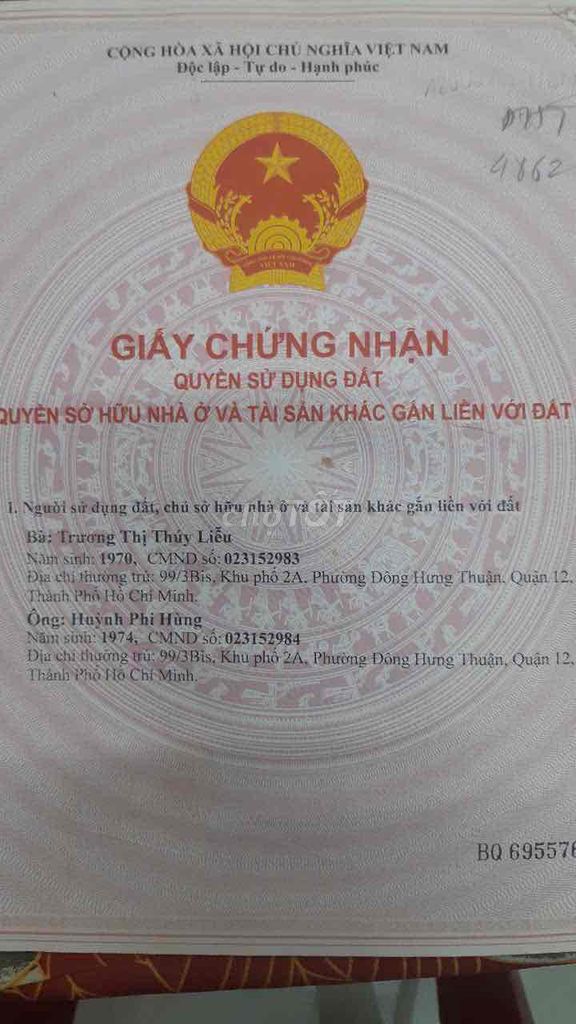 CỘNG HÒA XÃ HỘI CHỦ NGHĨA VIỆT NAM
Độc lập - Tự do - Hạnh phúc
4862
VIỆT NAM
GIẤY CHỨNG NHẬN
QUYỀN SỬ DỤNG ĐẤT
QUYỀN SỞ HỮU NHÀ Ở VÀ TÀI SẢN KHÁC GẮN LIỀN VỚI ĐẤT
I. Người sử dụng đất, chủ sở hữu nhà ở và tài sản khác gắn liền với đất
CHỢ TỐT
Bà: Trương Thị Thúy Liễu
Năm sinh: 1970, CMND số: 023152983
Địa chỉ thường trú: 99/3Bis, Khu phố 2A, Phường Đông Hưng Thuận, Quận 12,
Thành Phố Hồ Chí Minh.
Ông: Huỳnh Phi Hùng
Năm sinh: 1974, CMND số: 023152984
Địa chỉ thường trú: 99/3Bis, Khu phố 2A, Phường Đông Hưng Thuận, Quận 12,
Thành Phố Hồ Chí Minh.
BQ 695576